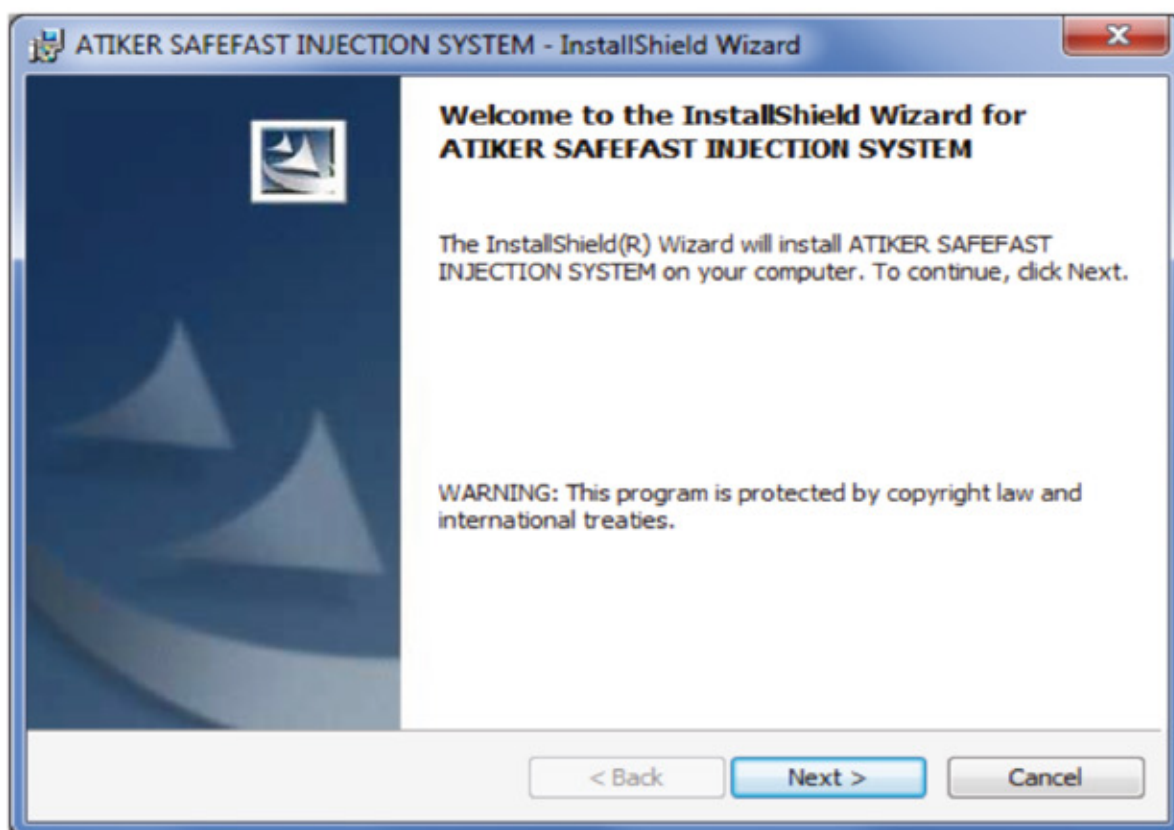 ATIKER SAFEFAST INJECTION SYSTEM - InstallShield Wizard
Welcome to the InstallShield Wizard for
ATIKER SAFEFAST INJECTION SYSTEM
The InstallShield(R) Wizard will install ATIKER SAFEFAST
INJECTION SYSTEM on your computer. To continue, click Next.
WARNING: This program is protected by copyright law and
international treaties.
< Back Next > Cancel